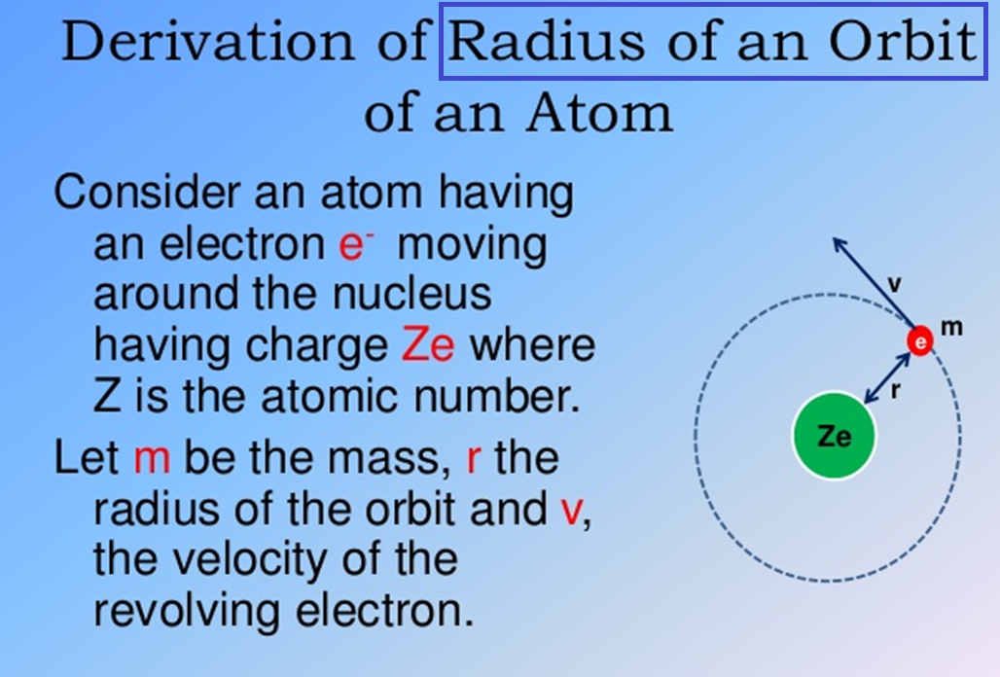 Derivation of Radius of an Orbit
of an Atom
Consider an atom having
an electron e⁻ moving
around the nucleus
having charge Ze where
Z is the atomic number.
Let m be the mass, r the
radius of the orbit and v,
the velocity of the
revolving electron.
v
m
e
r
Ze